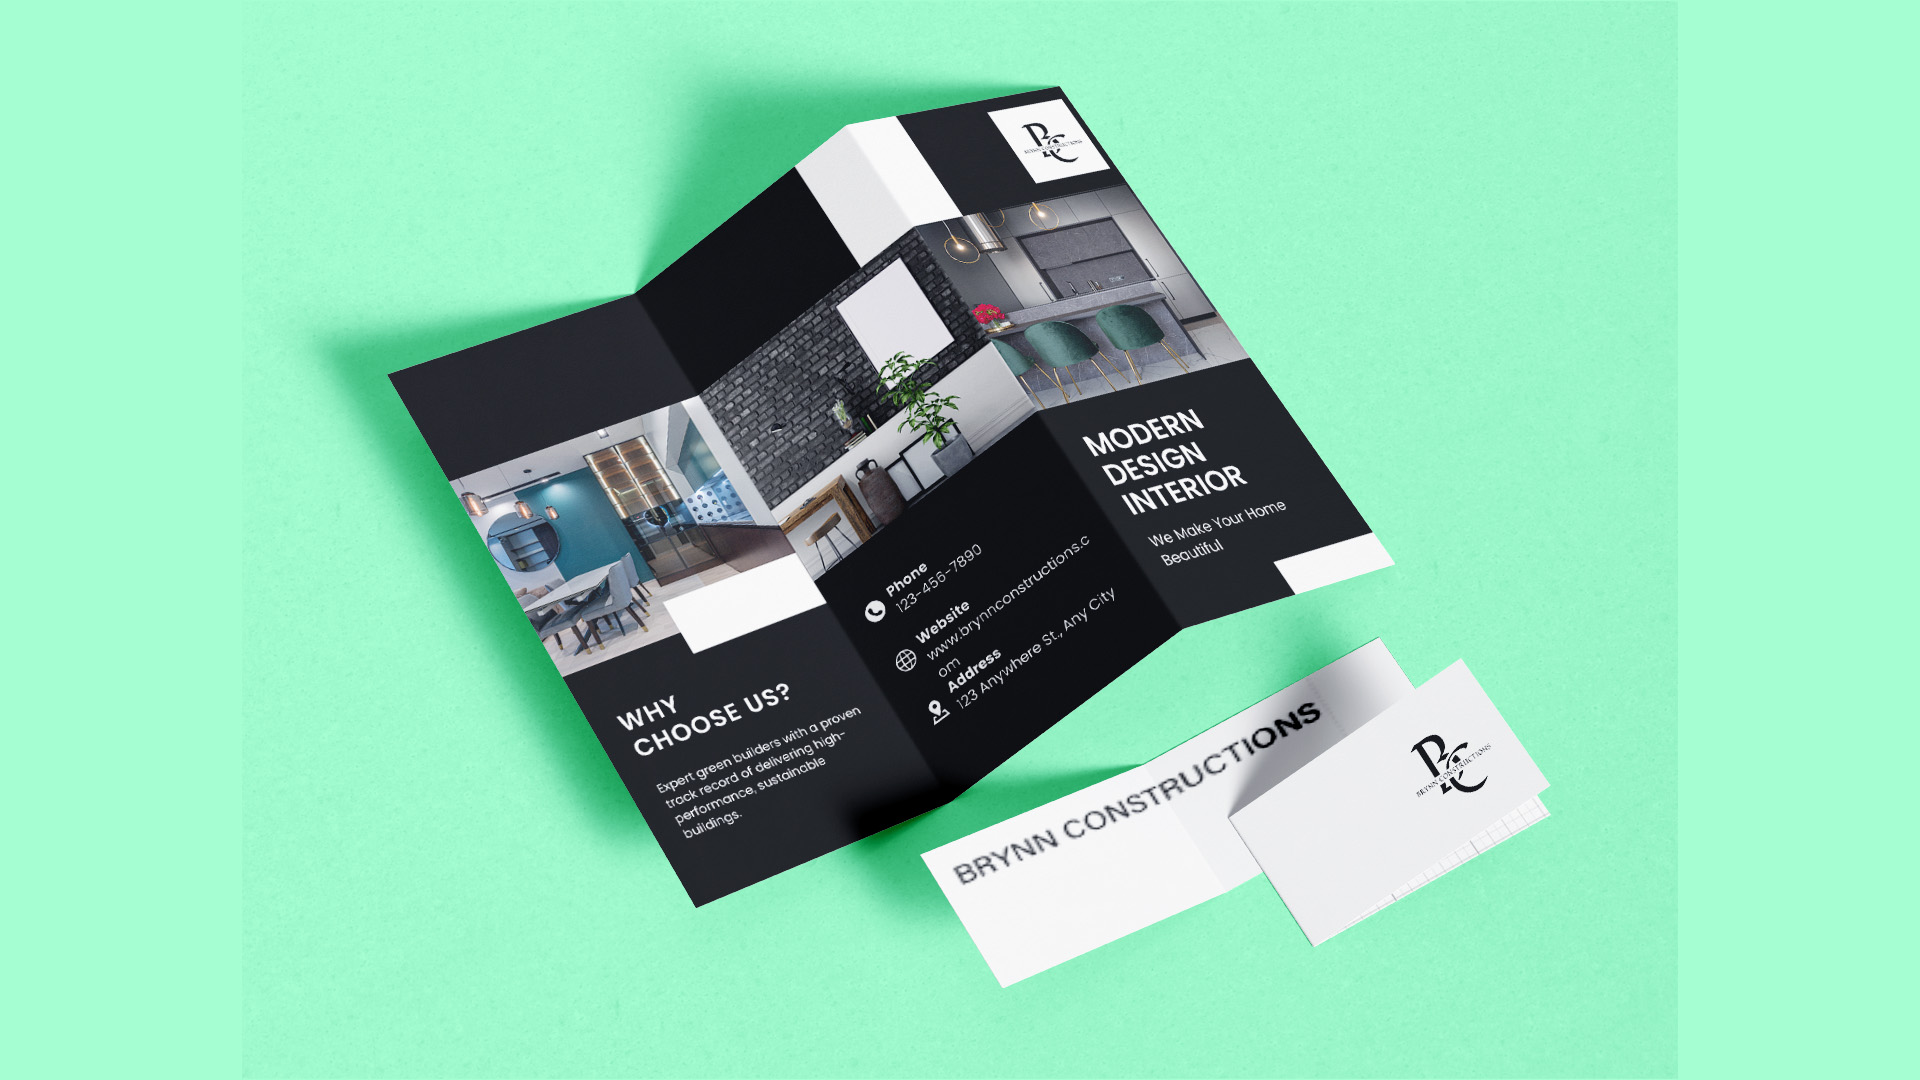 WHY
CHOOSE US?
Expert green builders with a proven
track record of delivering high-
performance, sustainable
buildings.
Phone
123-456-7890
Website
www.brynnconstructions.c
om
Address
123 Anywhere St., Any City
BC
BRYNN CONSTRUCTIONS
MODERN
DESIGN
INTERIOR
We Make Your Home
Beautiful
BRYNN CONSTRUCTIONS
BC
BRYNN CONSTRUCTIONS